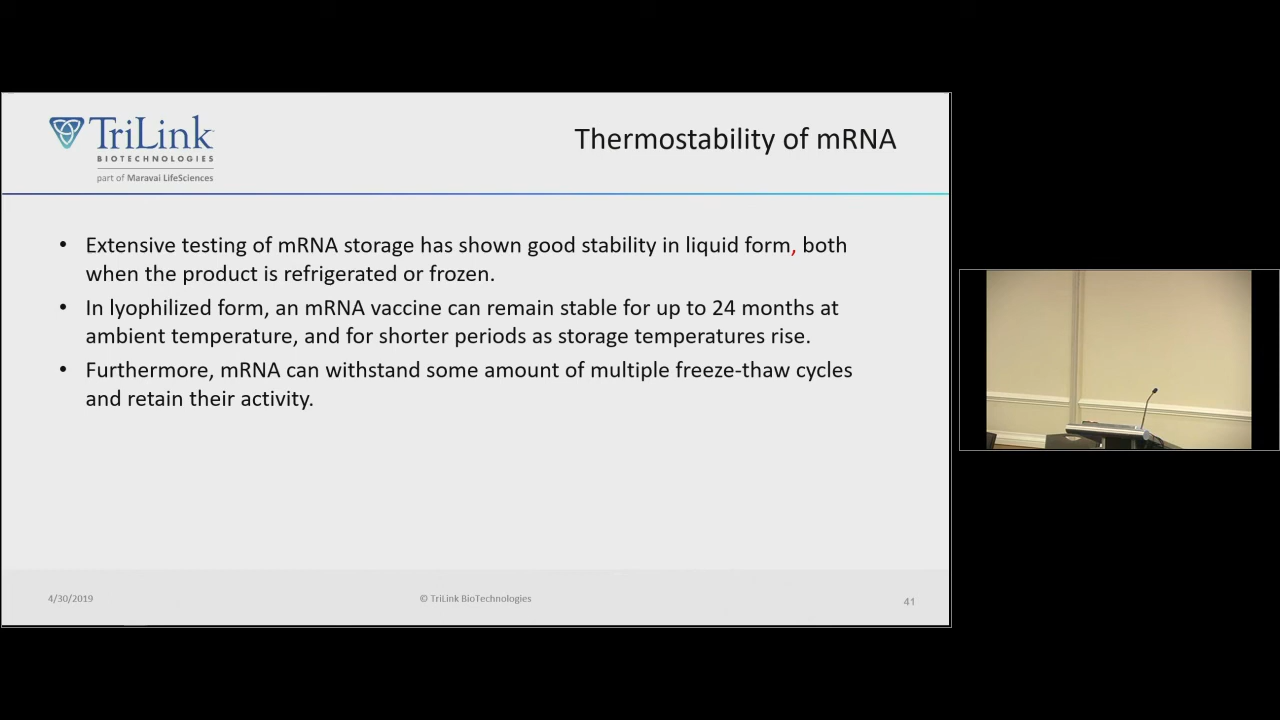 TriLink
BIOTECHNOLOGIES
part of Maravai LifeSciences
Thermostability of mRNA
• Extensive testing of mRNA storage has shown good stability in liquid form, both
when the product is refrigerated or frozen.
• In lyophilized form, an mRNA vaccine can remain stable for up to 24 months at
ambient temperature, and for shorter periods as storage temperatures rise.
• Furthermore, mRNA can withstand some amount of multiple freeze-thaw cycles
and retain their activity.
4/30/2019
© TriLink BioTechnologies
41